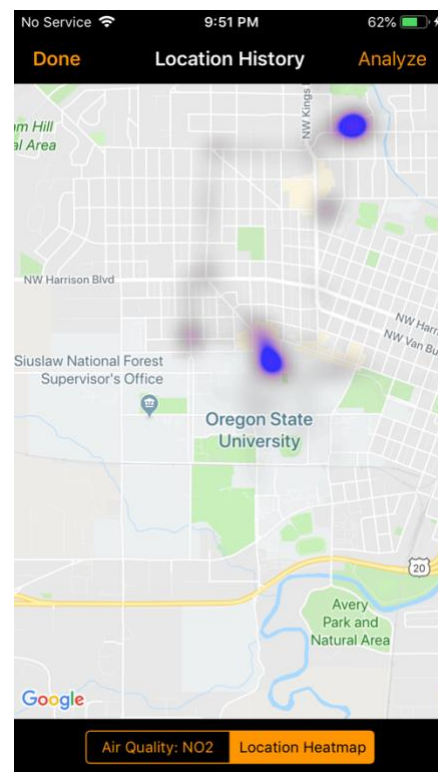 No Service 9:51 PM 62%
Done Location History Analyze
NW Kings
m Hill
al Area
NW Harrison Blvd
NW Harr
NW Van Bu
Siuslaw National Forest
Supervisor's Office
Oregon State
University
20
Avery
Park and
Natural Area
Google
Air Quality: NO2 Location Heatmap